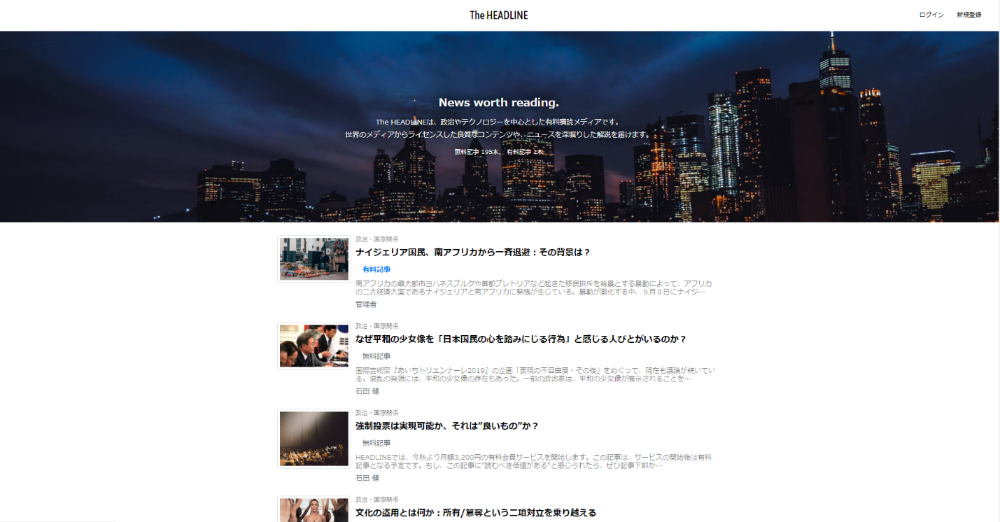 The HEADLINE
ログイン 新規登録
News worth reading.
The HEADLINEは、政治やテクノロジーを中心とした有料購読メディアです。
世界のメディアからライセンスした良質なコンテンツや、ニュースを深堀りした解説を届けます。
無料記事 195本、 有料記事 1本
政治・国際関係
ナイジェリア国民、南アフリカから一斉退避：その背景は？
有料記事
南アフリカの最大都市ヨハネスブルクや首都プレトリアなど起きた移民排斥を背景とする暴動によって、アフリカ
の二大経済大国であるナイジェリアと南アフリカに緊張が生じている。暴動が激化する中、９月９日にナイジ…
管理者
政治・国際関係
なぜ平和の少女像を「日本国民の心を踏みにじる行為」と感じる人びとがいるのか？
無料記事
国際芸術祭『あいちトリエンナーレ2019』の企画「表現の不自由展・その後」をめぐって、現在も議論が続いてい
る。混乱の発端には、平和の少女像の存在もあった。一部の政治家は、平和の少女像が展示されることを…
石田 健
政治・国際関係
強制投票は実現可能か、それは”良いもの”か？
無料記事
HEADLINEでは、今秋より月額3,200円の有料会員サービスを開始します。この記事は、サービスの開始後は有料
記事となる予定です。もし、この記事に"読むべき価値がある"と感じられたら、ぜひ記事下部か…
石田 健
政治・国際関係
文化の盗用とは何か：所有/簒奪という二項対立を乗り越える